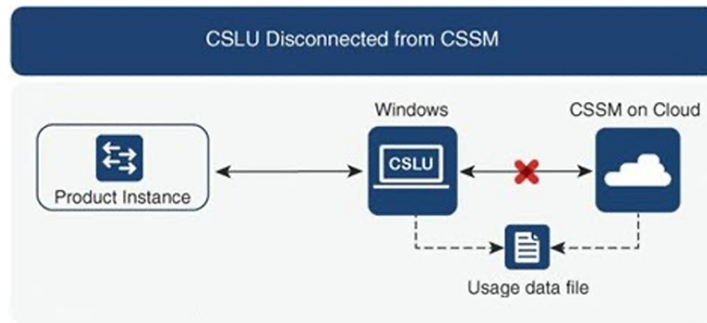 CSLU Disconnected from CSSM
Windows
CSSM on Cloud
CSLU
Product Instance
Usage data file